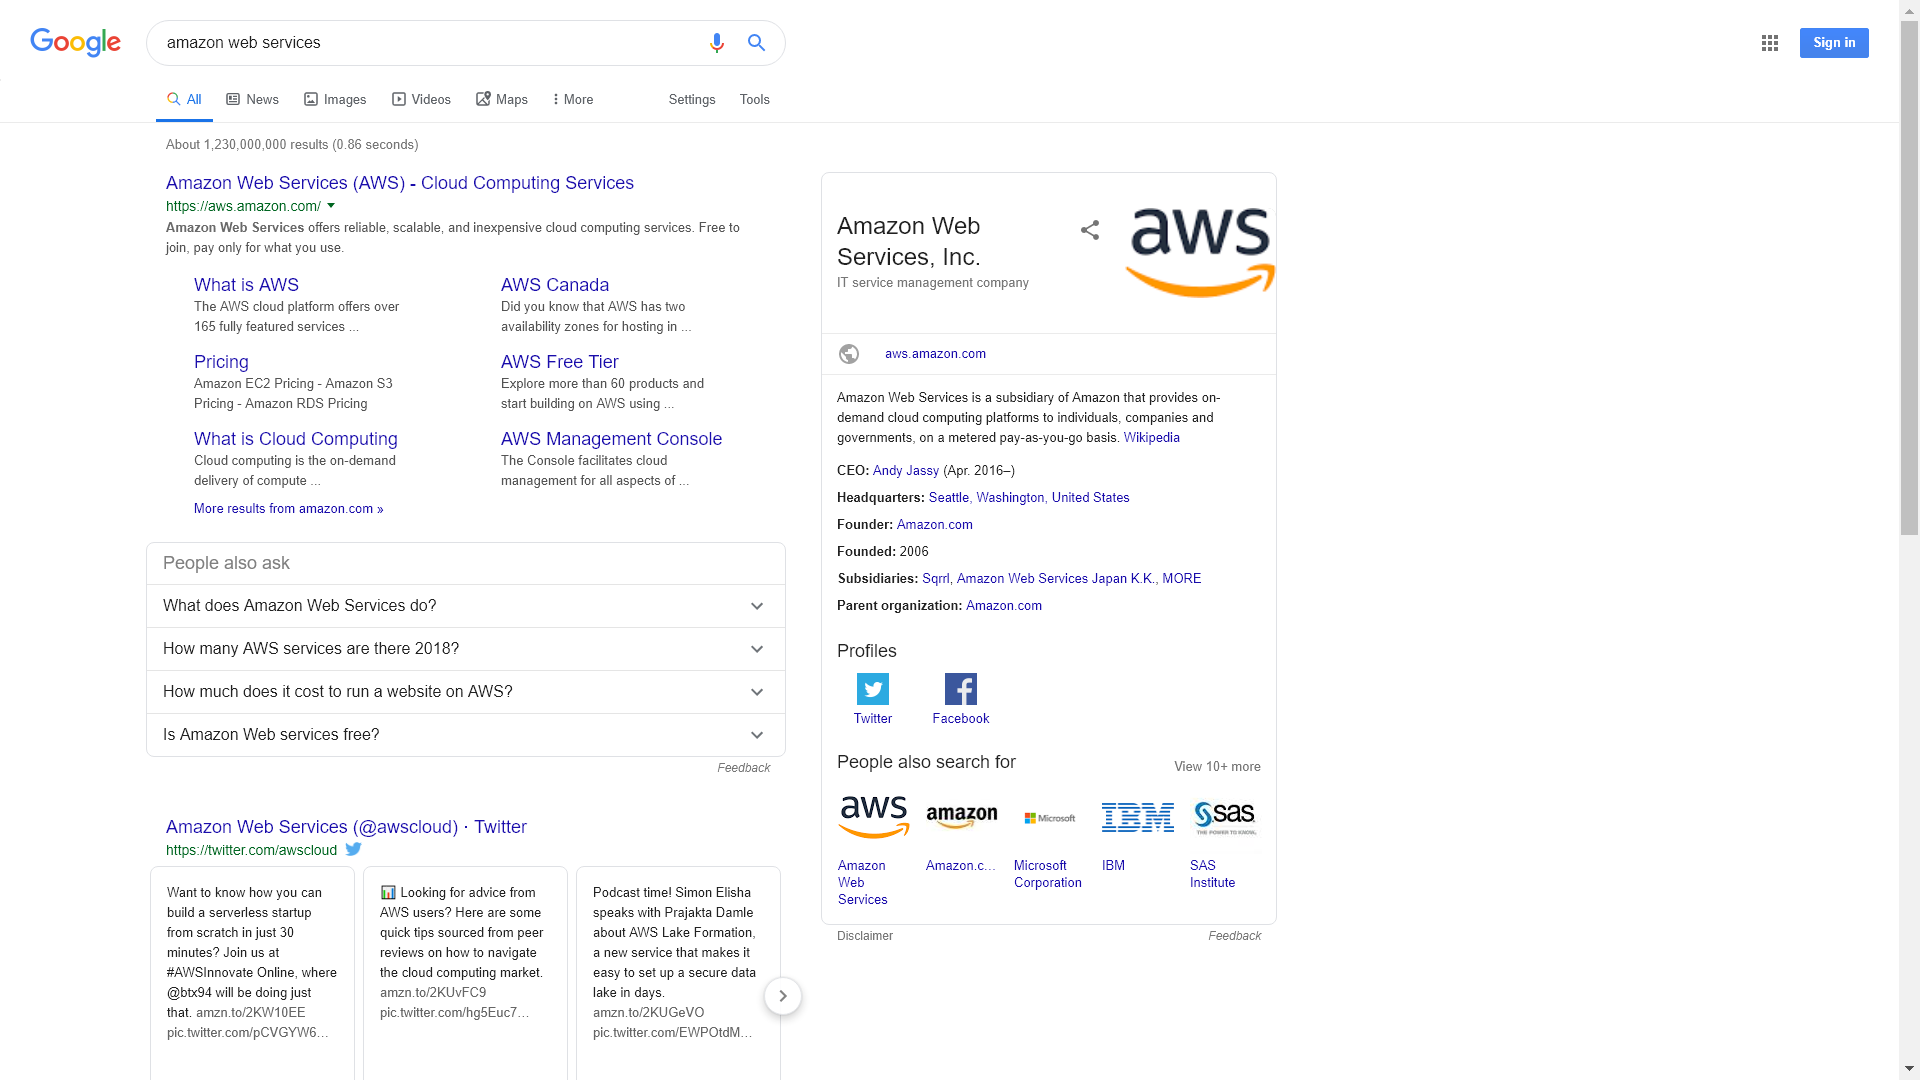 Google
amazon web services
Sign in
All
News
Images
Videos
Maps
More
Settings
Tools
About 1,230,000,000 results (0.86 seconds)
Amazon Web Services (AWS) - Cloud Computing Services
https://aws.amazon.com/
Amazon Web Services offers reliable, scalable, and inexpensive cloud computing services. Free to
join, pay only for what you use.
What is AWS
The AWS cloud platform offers over
165 fully featured services ...
AWS Canada
Did you know that AWS has two
availability zones for hosting in ...
Pricing
Amazon EC2 Pricing - Amazon S3
Pricing - Amazon RDS Pricing
AWS Free Tier
Explore more than 60 products and
start building on AWS using ...
What is Cloud Computing
Cloud computing is the on-demand
delivery of compute ...
AWS Management Console
The Console facilitates cloud
management for all aspects of ...
More results from amazon.com »
People also ask
What does Amazon Web Services do?
How many AWS services are there 2018?
How much does it cost to run a website on AWS?
Is Amazon Web services free?
Feedback
Amazon Web Services (@awscloud) · Twitter
https://twitter.com/awscloud
Want to know how you can
build a serverless startup
from scratch in just 30
minutes? Join us at
#AWSInnovate Online, where
@btx94 will be doing just
that. amzn.to/2KW10EE
pic.twitter.com/pCVGYW6...
📊 Looking for advice from
AWS users? Here are some
quick tips sourced from peer
reviews on how to navigate
the cloud computing market.
amzn.to/2KUvFC9
pic.twitter.com/hg5Euc7...
Podcast time! Simon Elisha
speaks with Prajakta Damle
about AWS Lake Formation,
a new service that makes it
easy to set up a secure data
lake in days.
amzn.to/2KUGeVO
pic.twitter.com/EWPOtdM...
Amazon Web
Services, Inc.
IT service management company
aws
aws.amazon.com
Amazon Web Services is a subsidiary of Amazon that provides on-
demand cloud computing platforms to individuals, companies and
governments, on a metered pay-as-you-go basis. Wikipedia
CEO: Andy Jassy (Apr. 2016–)
Headquarters: Seattle, Washington, United States
Founder: Amazon.com
Founded: 2006
Subsidiaries: Sqrrl, Amazon Web Services Japan K.K., MORE
Parent organization: Amazon.com
Profiles
Twitter
Facebook
People also search for
View 10+ more
aws
amazon
Microsoft
IBM
sas
THE POWER TO KNOW.
Amazon
Web
Services
Amazon.c...
Microsoft
Corporation
IBM
SAS
Institute
Disclaimer
Feedback